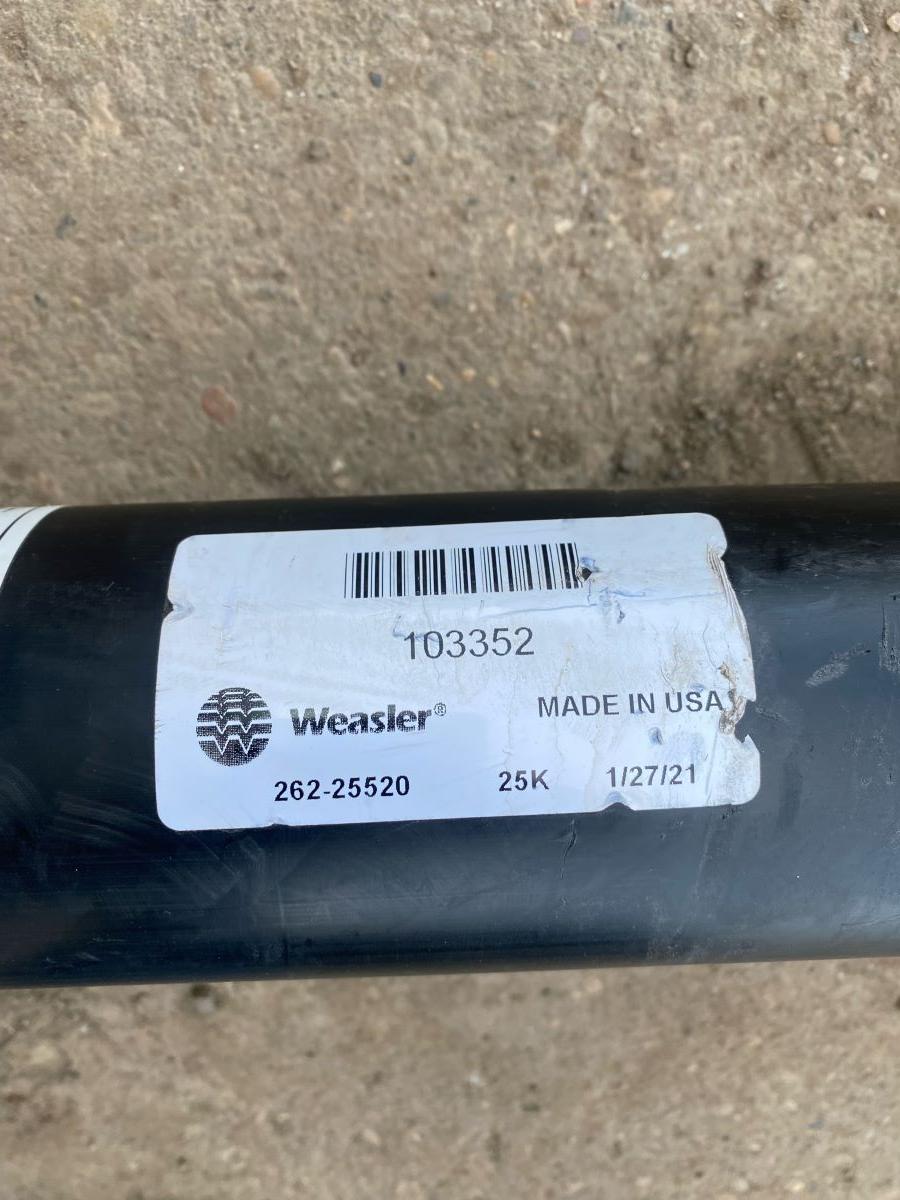 103352
Weasler® MADE IN USA
262-25520 25K 1/27/21